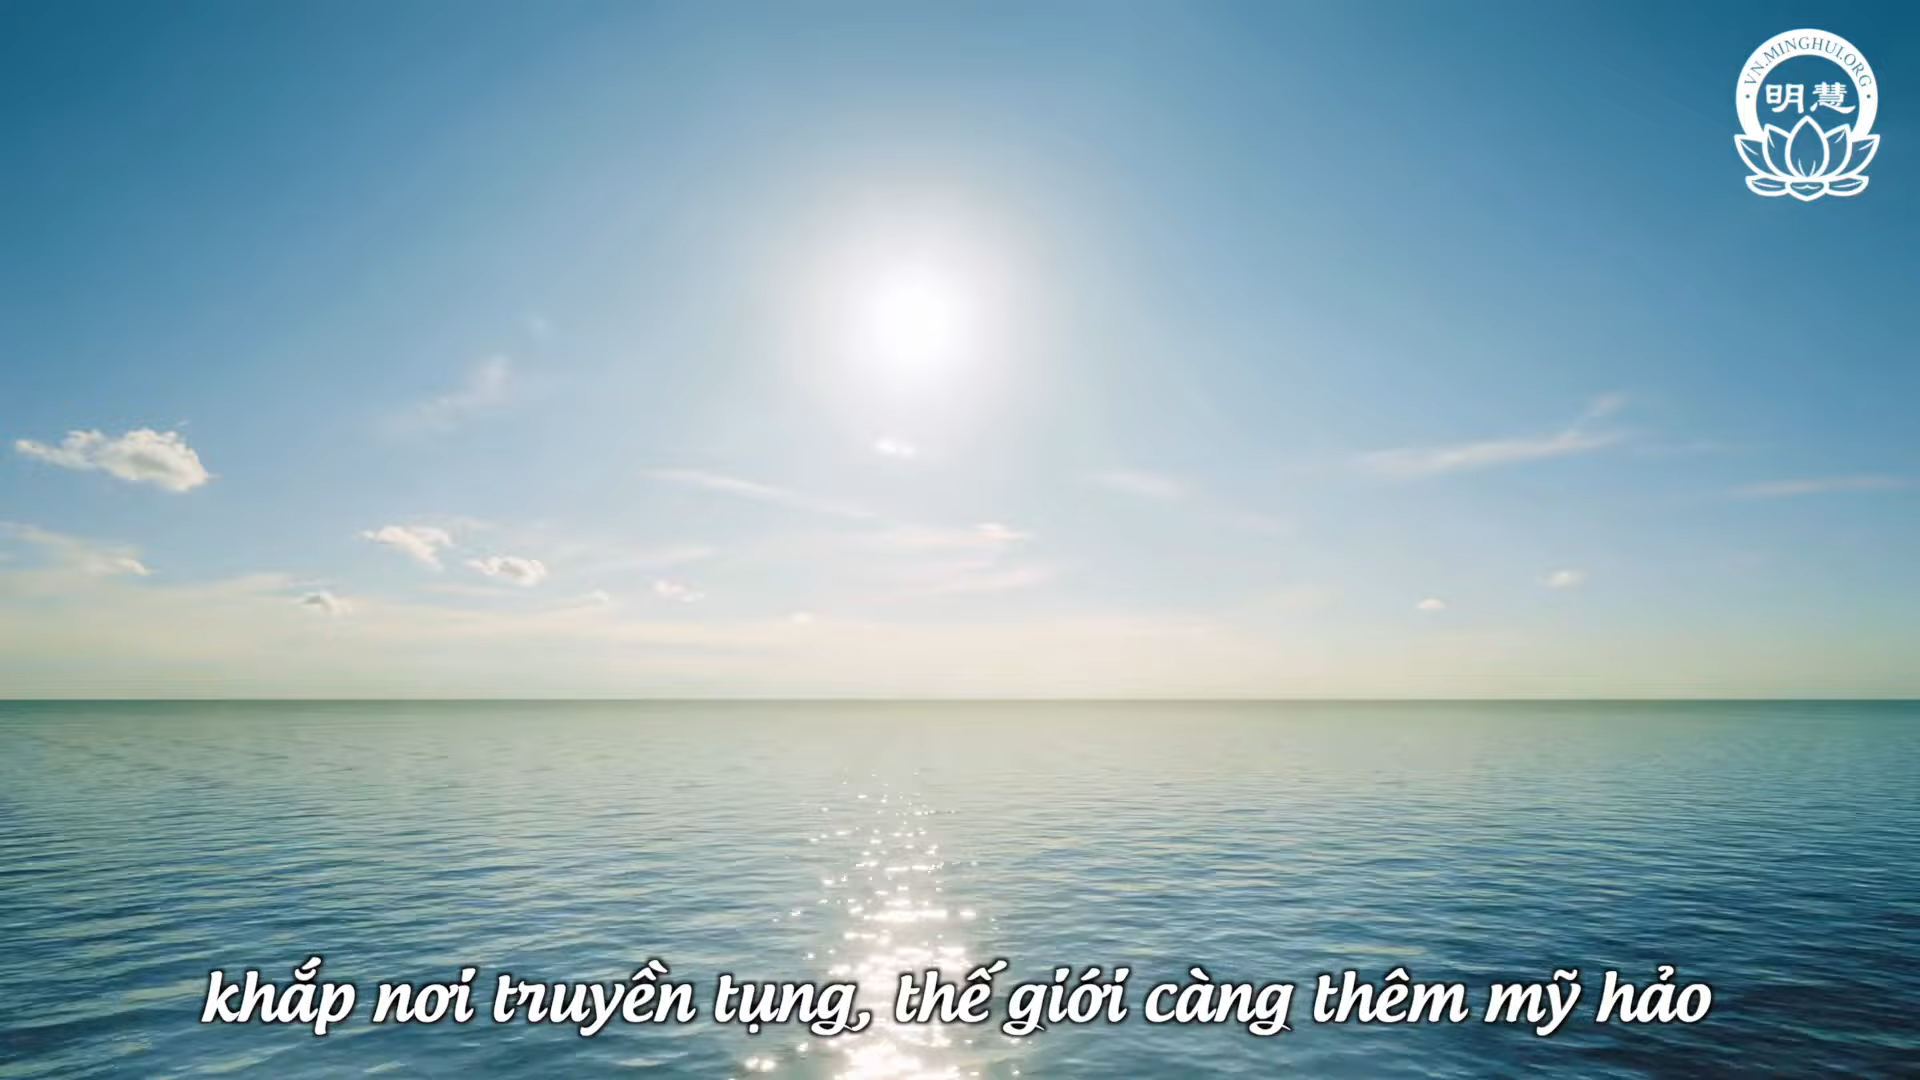 ·VN.MINGHUI.ORG·
明慧
khắp nơi truyền tụng, thế giới càng thêm mỹ hảo